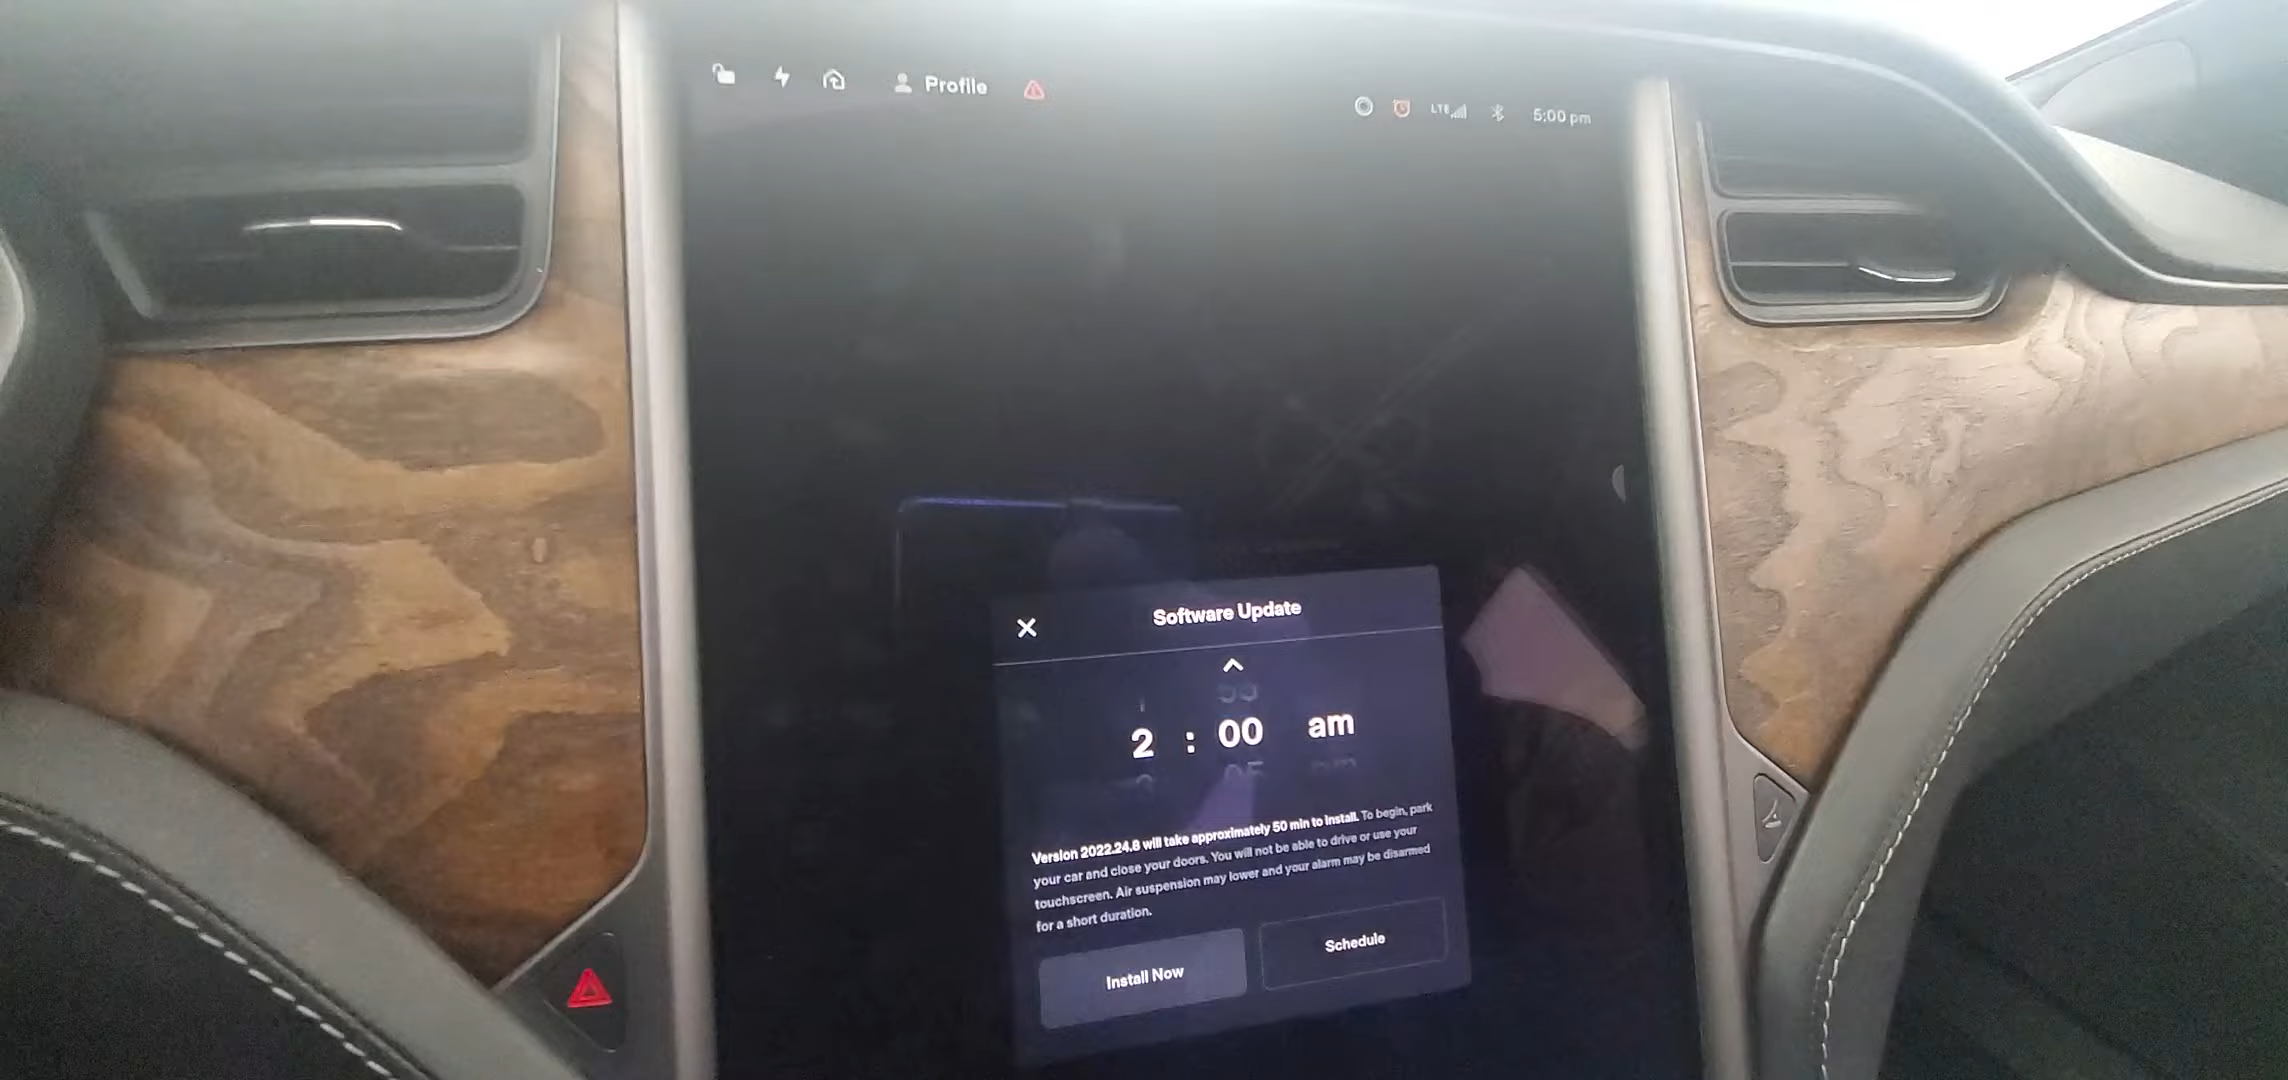 Profile
LTE
5:00 pm
Software Update
2 : 00 am
Version 2022.24.8 will take approximately 50 min to install. To begin, park
your car and close your doors. You will not be able to drive or use your
touchscreen. Air suspension may lower and your alarm may be disarmed
for a short duration.
Install Now
Schedule